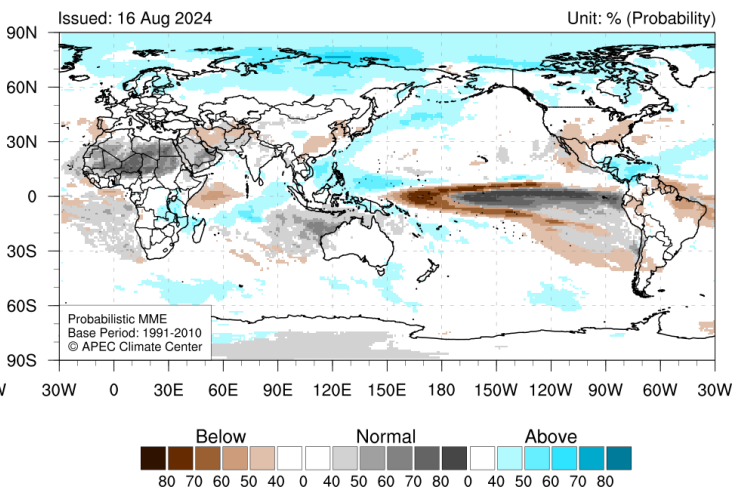 Issued: 16 Aug 2024 Unit: % (Probability)
90N
60N
30N
0
30S
60S
90S
Probabilistic MME
Base Period: 1991-2010
© APEC Climate Center
W 30W 0 30E 60E 90E 120E 150E 180 150W 120W 90W 60W 30W
Below Normal Above
80 70 60 50 40 0 40 50 60 70 80 0 40 50 60 70 80